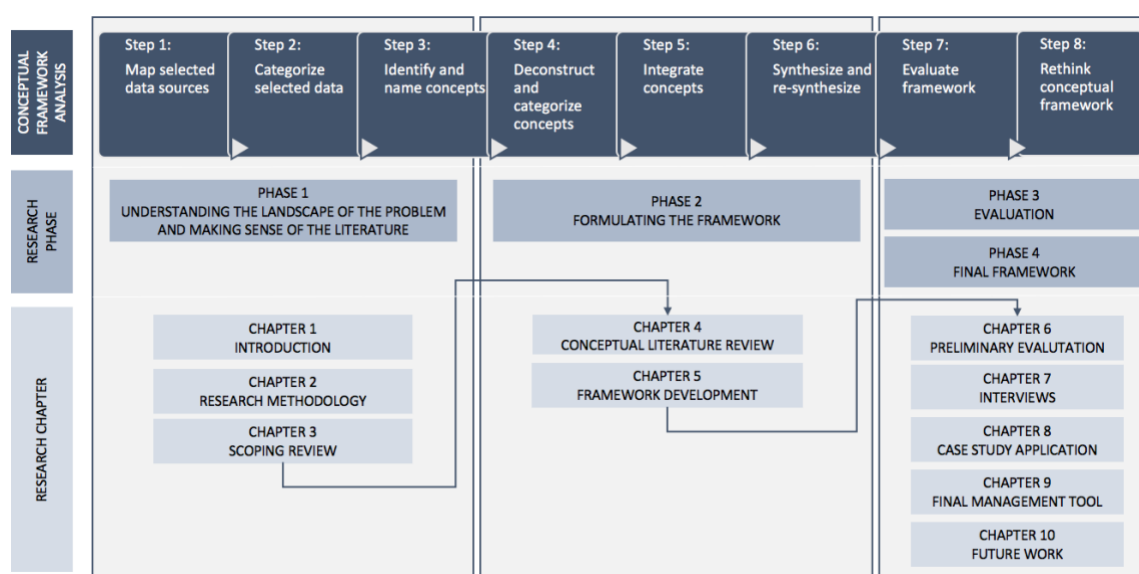 CONCEPTUAL
FRAMEWORK
ANALYSIS
Step 1:
Map selected
data sources
Step 2:
Categorize
selected data
Step 3:
Identify and
name concepts
Step 4:
Deconstruct
and
categorize
concepts
Step 5:
Integrate
concepts
Step 6:
Synthesize and
re-synthesize
Step 7:
Evaluate
framework
Step 8:
Rethink
conceptual
framework
RESEARCH
PHASE
PHASE 1
UNDERSTANDING THE LANDSCAPE OF THE PROBLEM
AND MAKING SENSE OF THE LITERATURE
PHASE 2
FORMULATING THE FRAMEWORK
PHASE 3
EVALUATION
PHASE 4
FINAL FRAMEWORK
RESEARCH CHAPTER
CHAPTER 1
INTRODUCTION
CHAPTER 2
RESEARCH METHODOLOGY
CHAPTER 3
SCOPING REVIEW
CHAPTER 4
CONCEPTUAL LITERATURE REVIEW
CHAPTER 5
FRAMEWORK DEVELOPMENT
CHAPTER 6
PRELIMINARY EVALUTATION
CHAPTER 7
INTERVIEWS
CHAPTER 8
CASE STUDY APPLICATION
CHAPTER 9
FINAL MANAGEMENT TOOL
CHAPTER 10
FUTURE WORK